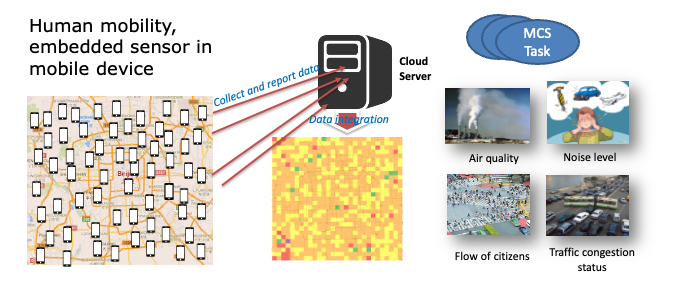 Human mobility,
embedded sensor in
mobile device
Collect and report data
Cloud
Server
Data integration
MCS
Task
Air quality
Noise level
Flow of citizens
Traffic congestion
status